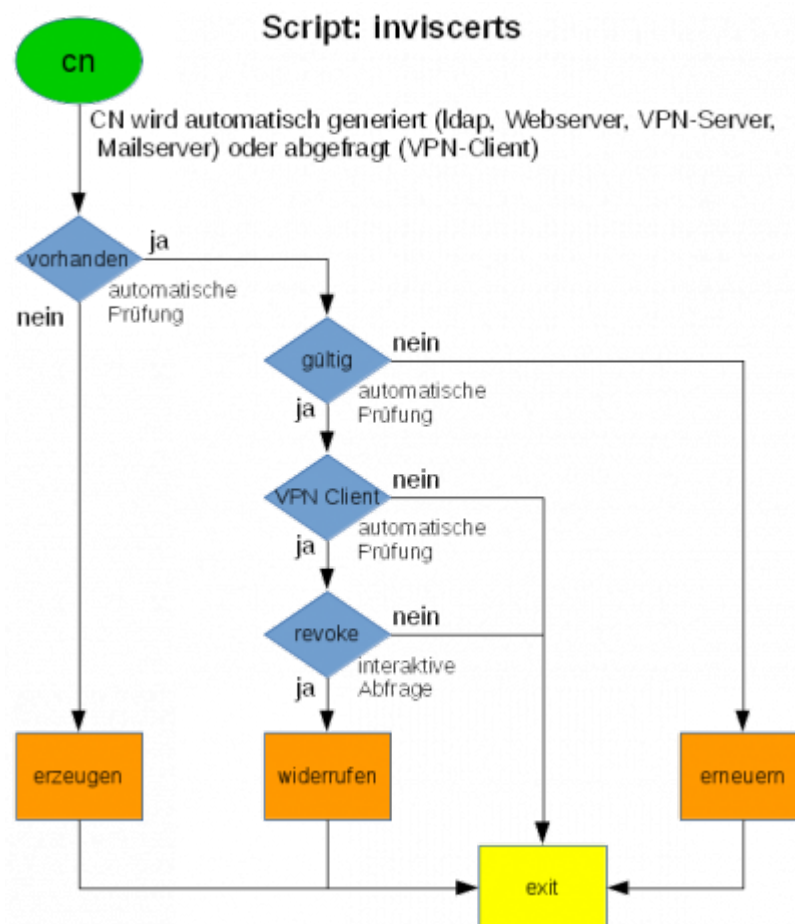 Script: inviscerts
cn
CN wird automatisch generiert (ldap, Webserver, VPN-Server,
Mailserver) oder abgefragt (VPN-Client)
ja
vorhanden
automatische
Prüfung
nein
nein
gültig
automatische
Prüfung
ja
nein
VPN Client
automatische
Prüfung
ja
nein
revoke
interaktive
Abfrage
ja
erzeugen
widerrufen
erneuern
exit